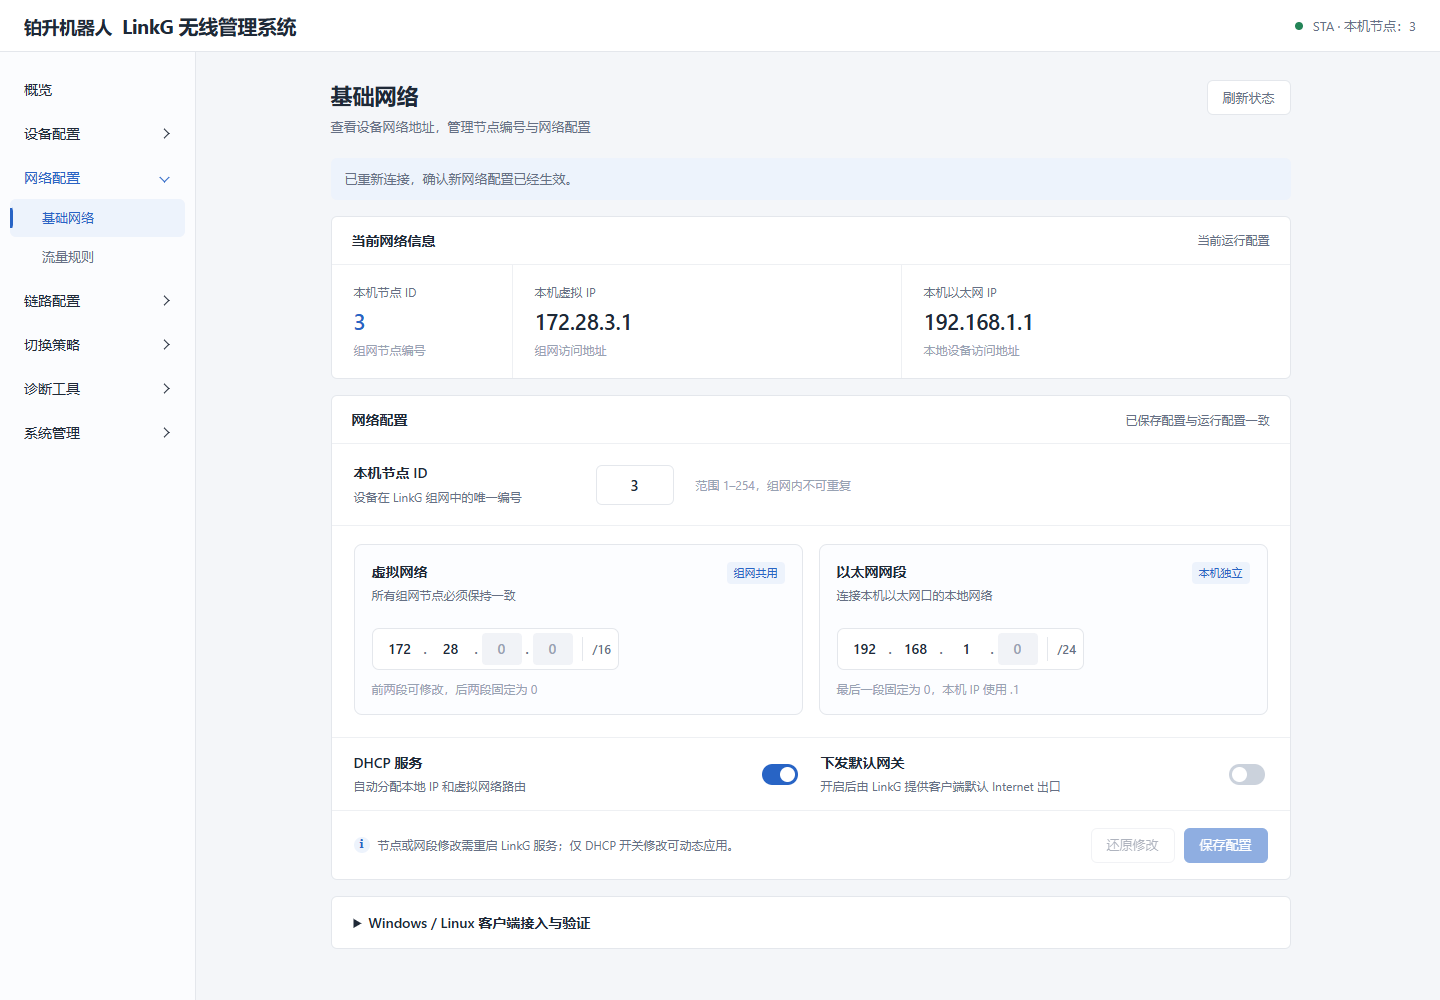 铂升机器人 LinkG 无线管理系统
STA · 本机节点：3
概览
设备配置
网络配置
基础网络
流量规则
链路配置
切换策略
诊断工具
系统管理
基础网络
刷新状态
查看设备网络地址，管理节点编号与网络配置
已重新连接，确认新网络配置已经生效。
当前网络信息
当前运行配置
本机节点 ID
3
组网节点编号
本机虚拟 IP
172.28.3.1
组网访问地址
本机以太网 IP
192.168.1.1
本地设备访问地址
网络配置
已保存配置与运行配置一致
本机节点 ID
设备在 LinkG 组网中的唯一编号
3
范围 1–254，组网内不可重复
虚拟网络
组网共用
所有组网节点必须保持一致
172 . 28 . 0 . 0 /16
前两段可修改，后两段固定为 0
以太网网段
本机独立
连接本机以太网口的本地网络
192 . 168 . 1 . 0 /24
最后一段固定为 0，本机 IP 使用 .1
DHCP 服务
自动分配本地 IP 和虚拟网络路由
下发默认网关
开启后由 LinkG 提供客户端默认 Internet 出口
i 节点或网段修改需重启 LinkG 服务；仅 DHCP 开关修改可动态应用。
还原修改
保存配置
Windows / Linux 客户端接入与验证